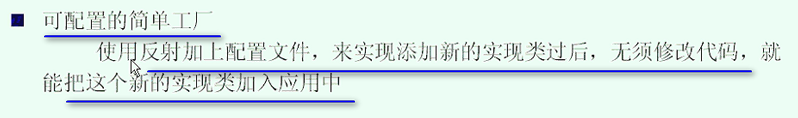 可配置的简单工厂
使用反射加上配置文件，来实现添加新的实现类过后，无须修改代码，就
能把这个新的实现类加入应用中